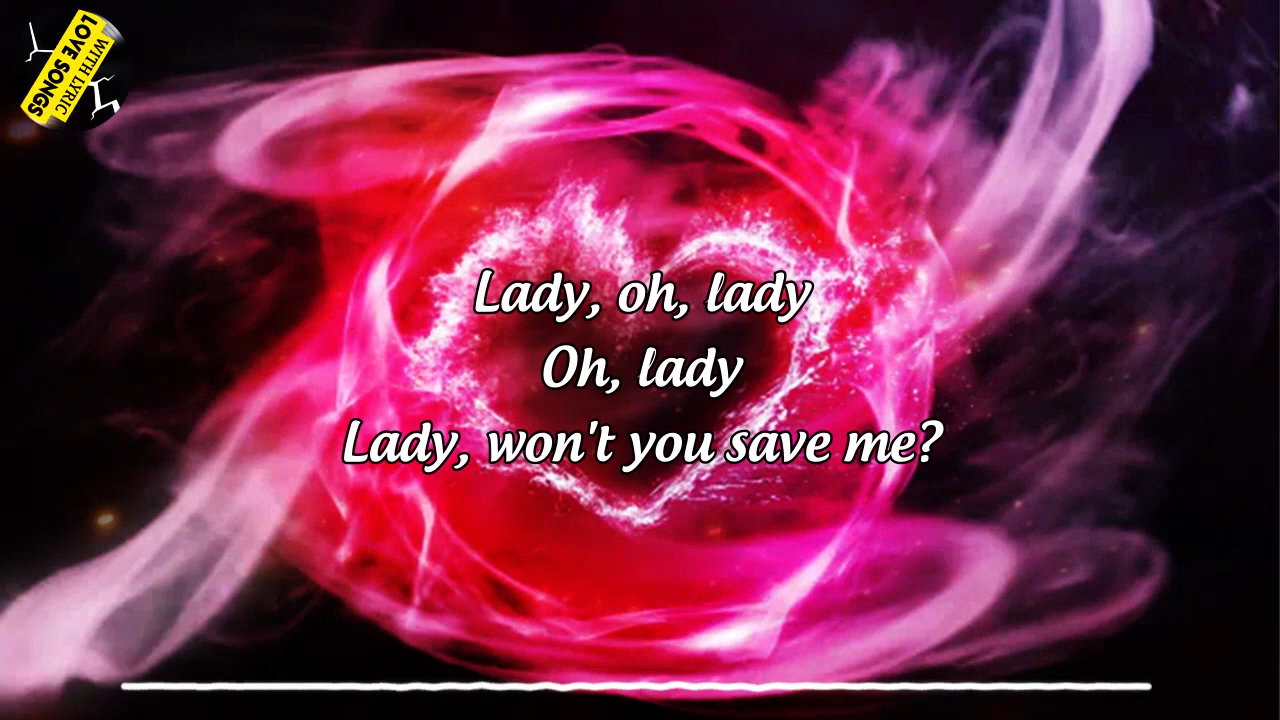 LOVE SONGS
WITH LYRIC
Lady, oh, lady
Oh, lady
Lady, won't you save me?